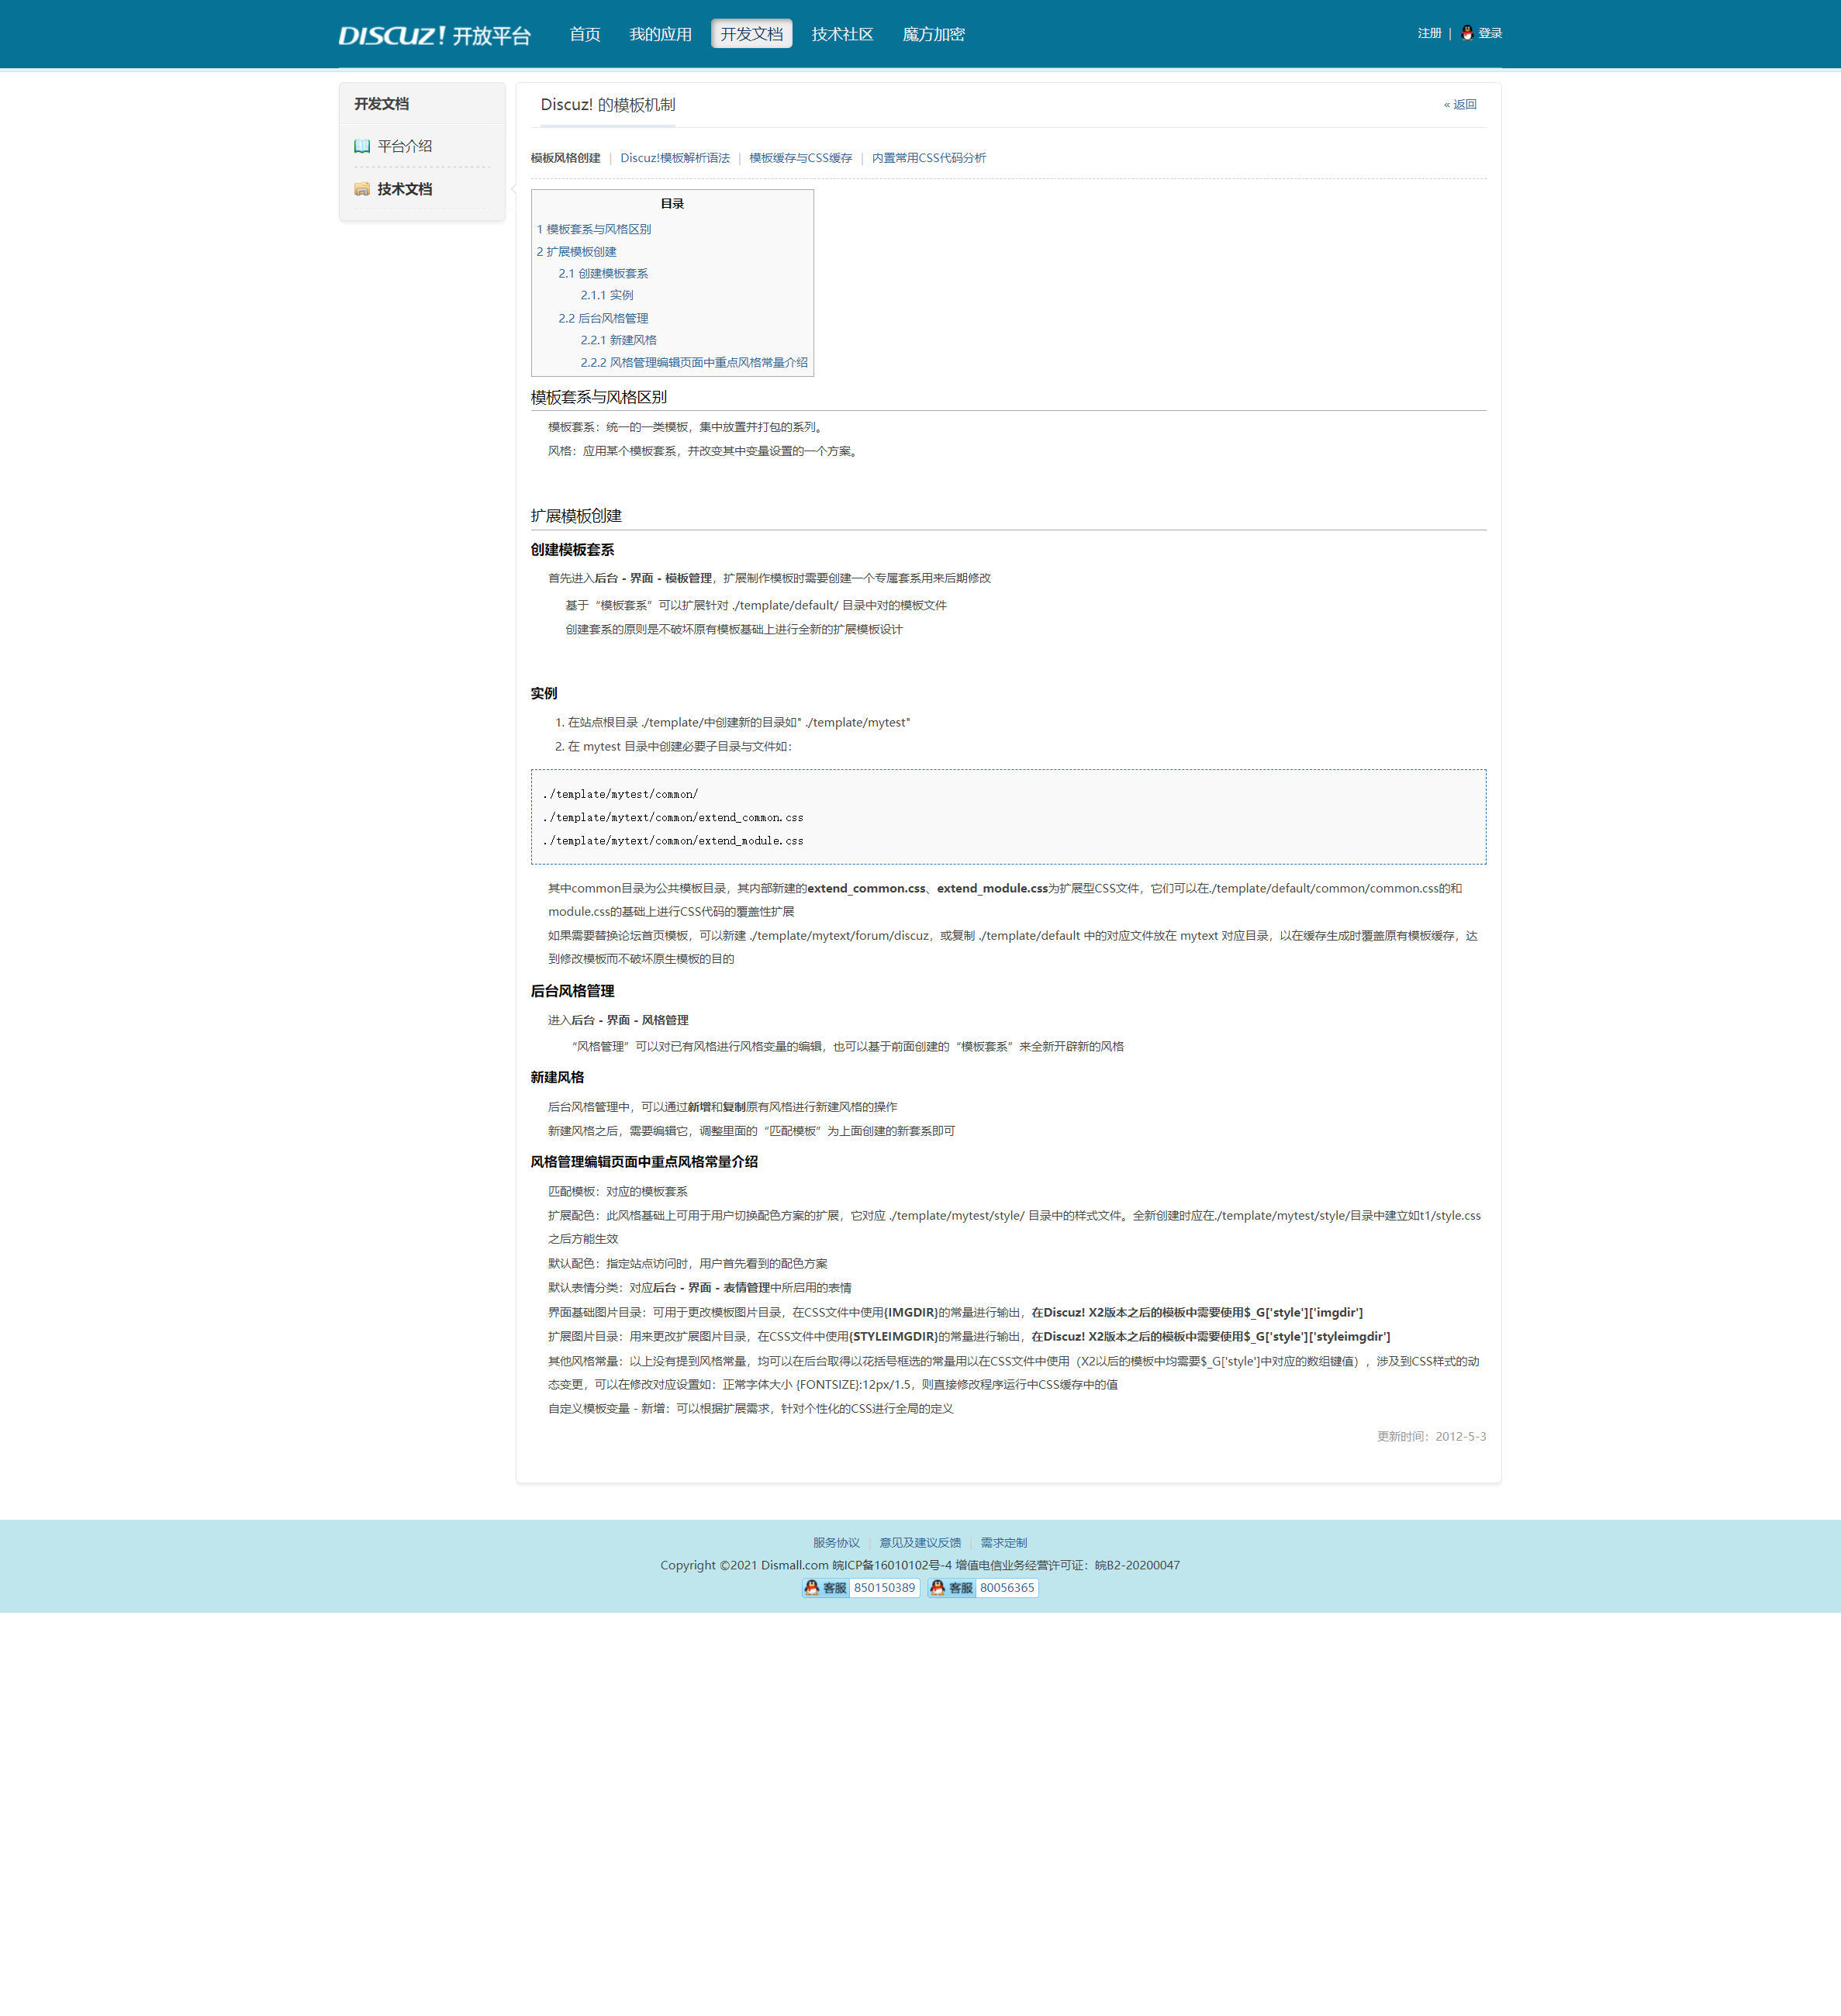 DISCUZ! 开放平台 首页 我的应用 开发文档 技术社区 魔方加密 注册 | 登录
开发文档
平台介绍
技术文档
Discuz! 的模板机制 « 返回
模板风格创建 | Discuz!模板解析语法 | 模板缓存与CSS缓存 | 内置常用CSS代码分析
目录
1 模板套系与风格区别
2 扩展模板创建
2.1 创建模板套系
2.1.1 实例
2.2 后台风格管理
2.2.1 新建风格
2.2.2 风格管理编辑页面中重点风格常量介绍
模板套系与风格区别
模板套系：统一的一类模板，集中放置并打包的系列。
风格：应用某个模板套系，并改变其中变量设置的一个方案。
扩展模板创建
创建模板套系
首先进入后台 - 界面 - 模板管理，扩展制作模板时需要创建一个专属套系用来后期修改
基于“模板套系”可以扩展针对 ./template/default/ 目录中对的模板文件
创建套系的原则是不破坏原有模板基础上进行全新的扩展模板设计
实例
1. 在站点根目录 ./template/中创建新的目录如" ./template/mytest"
2. 在 mytest 目录中创建必要子目录与文件如：
./template/mytest/common/
./template/mytext/common/extend_common.css
./template/mytext/common/extend_module.css
其中common目录为公共模板目录，其内部新建的extend_common.css、extend_module.css为扩展型CSS文件，它们可以在./template/default/common/common.css的和
module.css的基础上进行CSS代码的覆盖性扩展
如果需要替换论坛首页模板，可以新建 ./template/mytext/forum/discuz，或复制 ./template/default 中的对应文件放在 mytext 对应目录，以在缓存生成时覆盖原有模板缓存，达
到修改模板而不破坏原生模板的目的
后台风格管理
进入后台 - 界面 - 风格管理
“风格管理”可以对已有风格进行风格变量的编辑，也可以基于前面创建的“模板套系”来全新开辟新的风格
新建风格
后台风格管理中，可以通过新增和复制原有风格进行新建风格的操作
新建风格之后，需要编辑它，调整里面的“匹配模板”为上面创建的新套系即可
风格管理编辑页面中重点风格常量介绍
匹配模板：对应的模板套系
扩展配色：此风格基础上可用于用户切换配色方案的扩展，它对应 ./template/mytest/style/ 目录中的样式文件。全新创建时应在./template/mytest/style/目录中建立如t1/style.css
之后方能生效
默认配色：指定站点访问时，用户首先看到的配色方案
默认表情分类：对应后台 - 界面 - 表情管理中所启用的表情
界面基础图片目录：可用于更改模板图片目录，在CSS文件中使用{IMGDIR}的常量进行输出，在Discuz! X2版本之后的模板中需要使用$_G['style']['imgdir']
扩展图片目录：用来更改扩展图片目录，在CSS文件中使用{STYLEIMGDIR}的常量进行输出，在Discuz! X2版本之后的模板中需要使用$_G['style']['styleimgdir']
其他风格常量：以上没有提到风格常量，均可以在后台取得以花括号框选的常量用以在CSS文件中使用（X2以后的模板中均需要$_G['style']中对应的数组键值），涉及到CSS样式的动
态变更，可以在修改对应设置如：正常字体大小 {FONTSIZE}:12px/1.5，则直接修改程序运行中CSS缓存中的值
自定义模板变量 - 新增：可以根据扩展需求，针对个性化的CSS进行全局的定义
更新时间：2012-5-3
服务协议 | 意见及建议反馈 | 需求定制
Copyright ©2021 Dismall.com 皖ICP备16010102号-4 增值电信业务经营许可证：皖B2-20200047
客服 850150389 客服 80056365